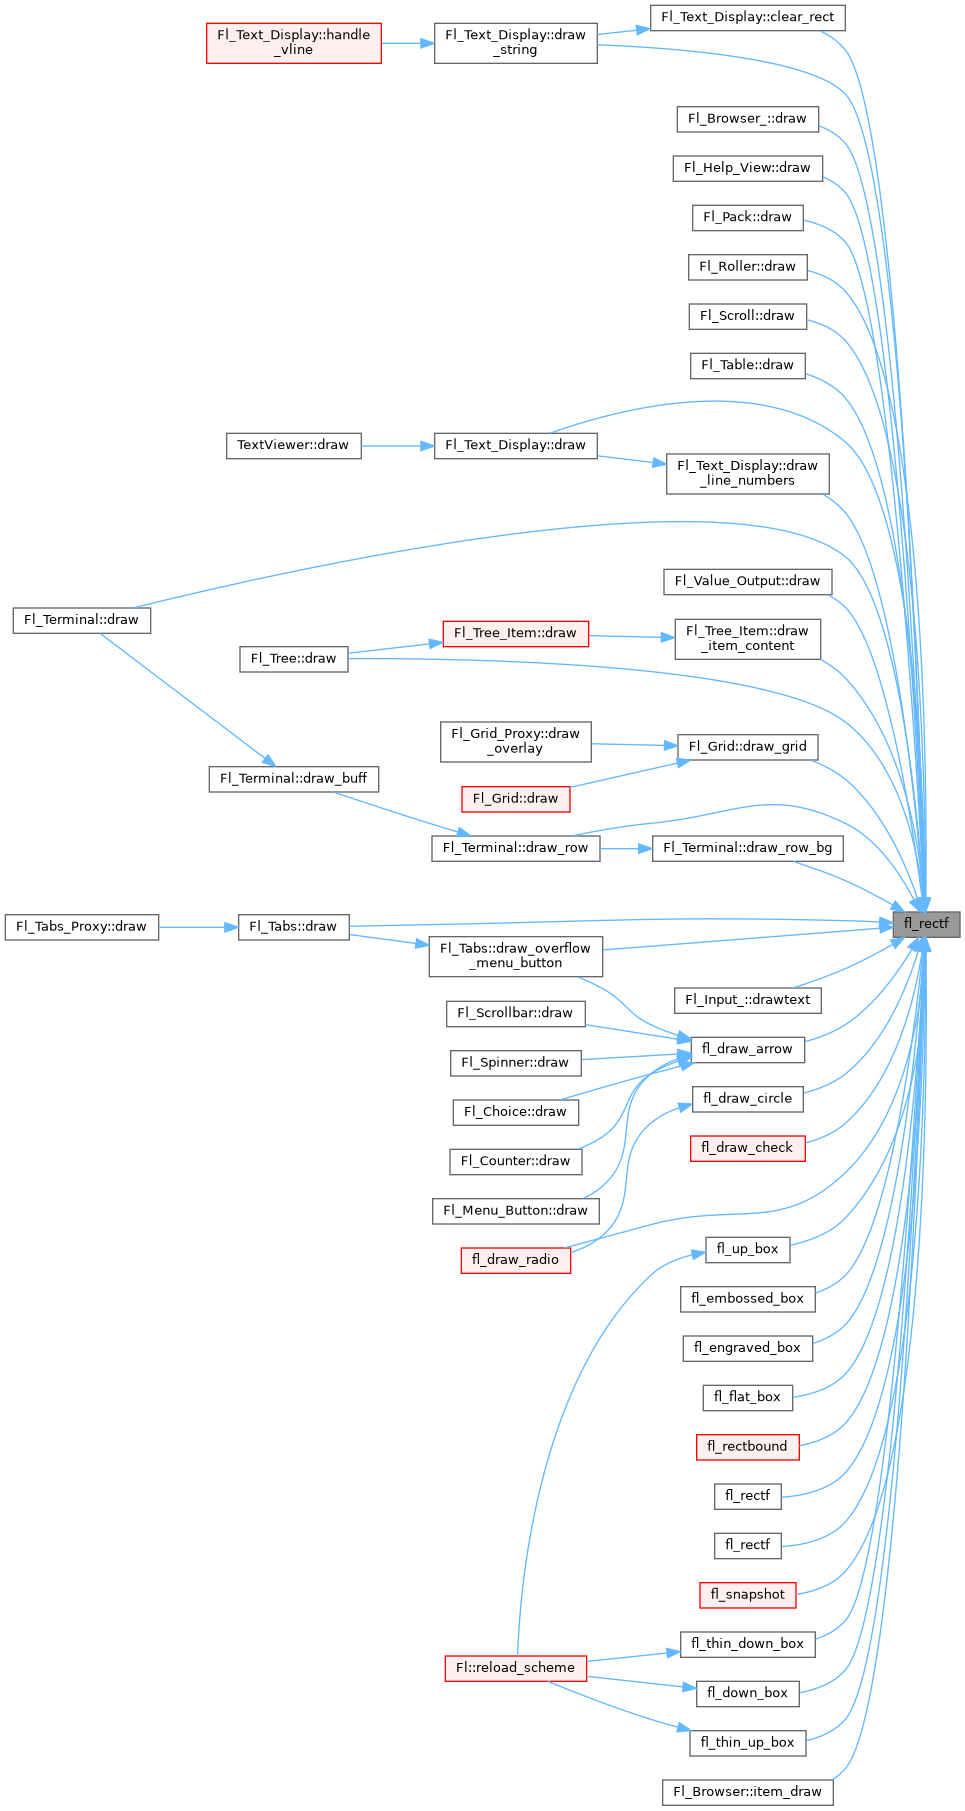 Fl_Text_Display::clear_rect
Fl_Text_Display::handle
_vline
Fl_Text_Display::draw
_string
Fl_Browser_::draw
Fl_Help_View::draw
Fl_Pack::draw
Fl_Roller::draw
Fl_Scroll::draw
Fl_Table::draw
TextViewer::draw
Fl_Text_Display::draw
Fl_Text_Display::draw
_line_numbers
Fl_Value_Output::draw
Fl_Terminal::draw
Fl_Tree_Item::draw
Fl_Tree_Item::draw
_item_content
Fl_Tree::draw
Fl_Grid_Proxy::draw
_overlay
Fl_Grid::draw_grid
Fl_Terminal::draw_buff
Fl_Grid::draw
Fl_Terminal::draw_row
Fl_Terminal::draw_row_bg
fl_rectf
Fl_Tabs_Proxy::draw
Fl_Tabs::draw
Fl_Tabs::draw_overflow
_menu_button
Fl_Input_::drawtext
Fl_Scrollbar::draw
fl_draw_arrow
Fl_Spinner::draw
fl_draw_circle
Fl_Choice::draw
fl_draw_check
Fl_Counter::draw
Fl_Menu_Button::draw
fl_draw_radio
fl_up_box
fl_embossed_box
fl_engraved_box
fl_flat_box
fl_rectbound
fl_rectf
fl_rectf
fl_snapshot
fl_thin_down_box
Fl::reload_scheme
fl_down_box
fl_thin_up_box
Fl_Browser::item_draw